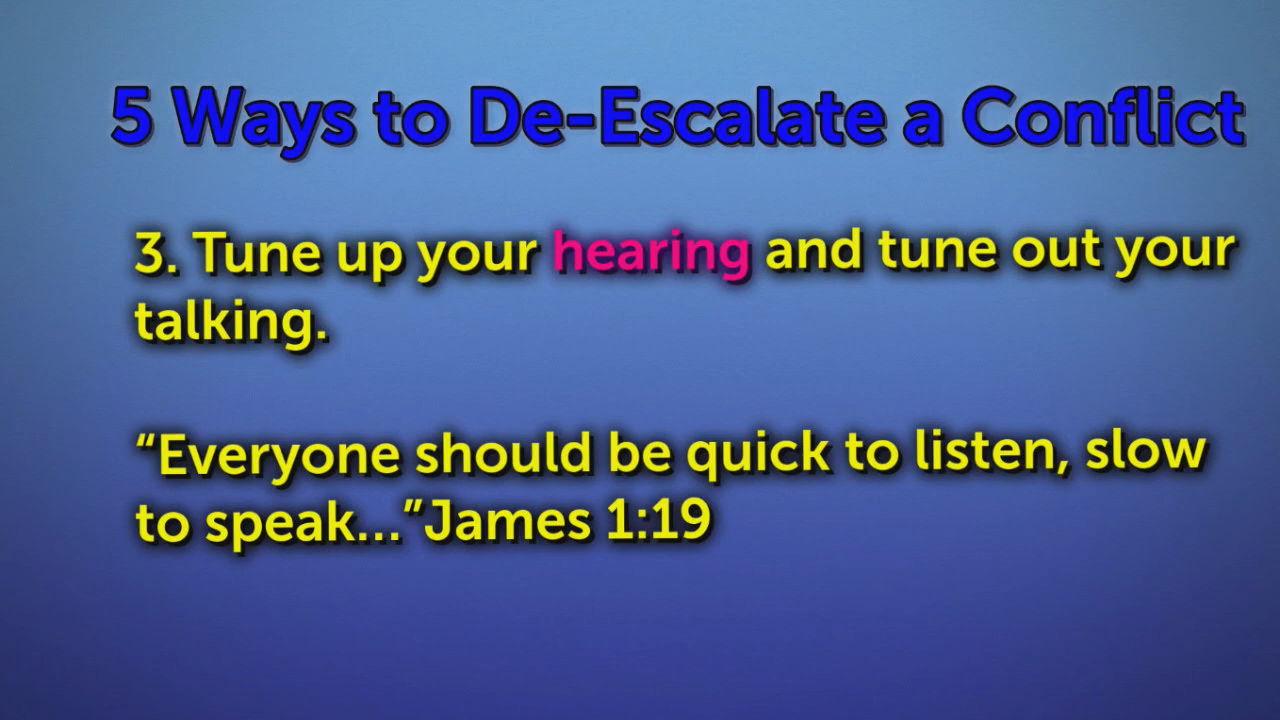 5 Ways to De-Escalate a Conflict
3. Tune up your hearing and tune out your
talking.
“Everyone should be quick to listen, slow
to speak...”James 1:19